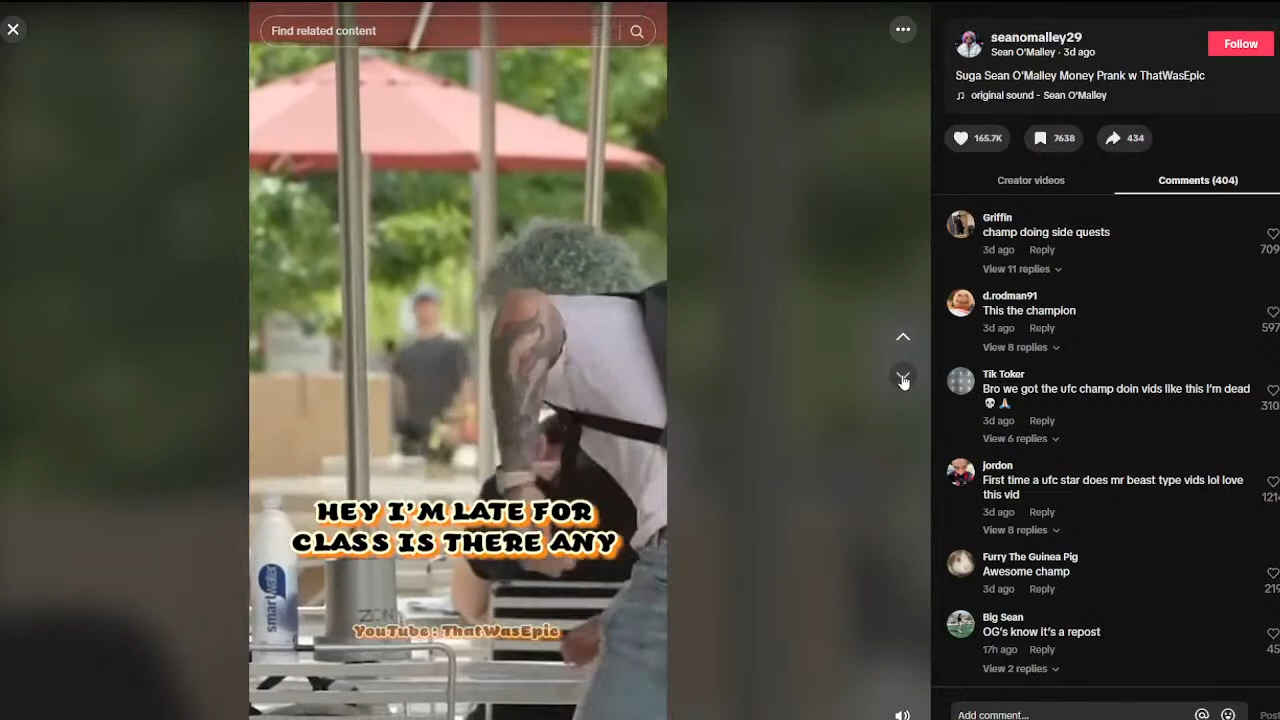 Find related content
HEY I'M LATE FOR
CLASS IS THERE ANY
smartwater
YouTube : ThatWasEpic
seanomalley29
Sean O'Malley · 3d ago
Follow
Suga Sean O'Malley Money Prank w ThatWasEpic
original sound - Sean O'Malley
165.7K
7638
434
Creator videos
Comments (404)
Griffin
champ doing side quests
3d ago Reply
709
View 11 replies
d.rodman91
This the champion
3d ago Reply
597
View 8 replies
Tik Toker
Bro we got the ufc champ doin vids like this I'm dead
💀🙏🏼
3d ago Reply
310
View 6 replies
jordon
First time a ufc star does mr beast type vids lol love
this vid
3d ago Reply
1214
View 8 replies
Furry The Guinea Pig
Awesome champ
3d ago Reply
219
Big Sean
OG's know it's a repost
17h ago Reply
45
View 2 replies
Add comment...
Post